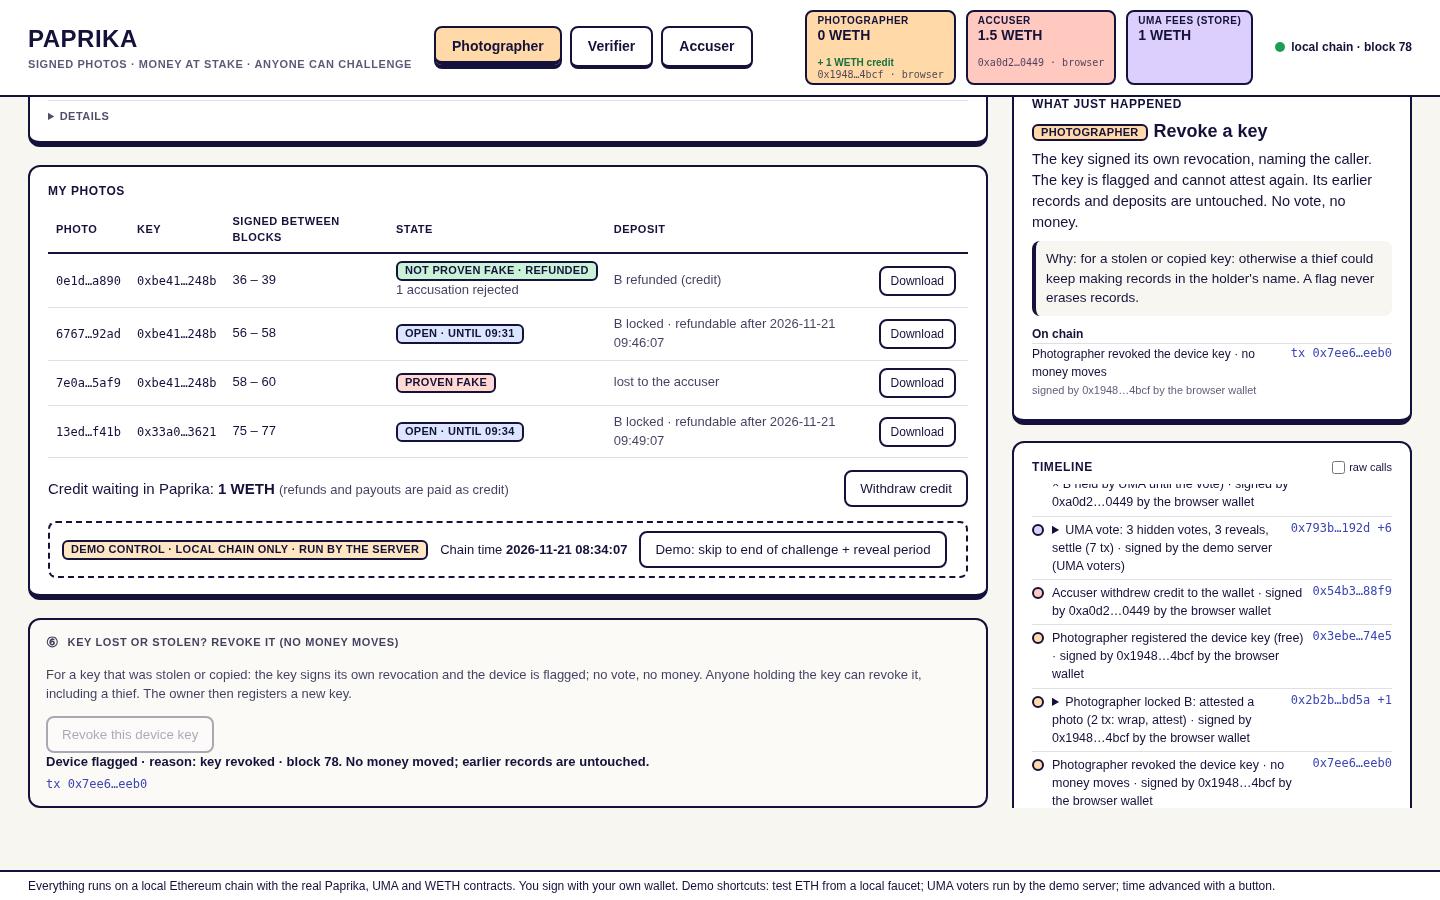 PAPRIKA
SIGNED PHOTOS · MONEY AT STAKE · ANYONE CAN CHALLENGE
Photographer
Verifier
Accuser
PHOTOGRAPHER
0 WETH
+ 1 WETH credit
0x1948…4bcf · browser
ACCUSER
1.5 WETH
0xa0d2…0449 · browser
UMA FEES (STORE)
1 WETH
local chain · block 78
▶ DETAILS
MY PHOTOS
PHOTO KEY SIGNED BETWEEN BLOCKS STATE DEPOSIT
0e1d…a890 0xbe41…248b 36 – 39 NOT PROVEN FAKE · REFUNDED B refunded (credit) Download
1 accusation rejected
6767…92ad 0xbe41…248b 56 – 58 OPEN · UNTIL 09:31 B locked · refundable after 2026-11-21 09:46:07 Download
7e0a…5af9 0xbe41…248b 58 – 60 PROVEN FAKE lost to the accuser Download
13ed…f41b 0x33a0…3621 75 – 77 OPEN · UNTIL 09:34 B locked · refundable after 2026-11-21 09:49:07 Download
Credit waiting in Paprika: 1 WETH (refunds and payouts are paid as credit)
Withdraw credit
DEMO CONTROL · LOCAL CHAIN ONLY · RUN BY THE SERVER
Chain time 2026-11-21 08:34:07
Demo: skip to end of challenge + reveal period
⑥ KEY LOST OR STOLEN? REVOKE IT (NO MONEY MOVES)
For a key that was stolen or copied: the key signs its own revocation and the device is flagged; no vote, no money. Anyone holding the key can revoke it,
including a thief. The owner then registers a new key.
Revoke this device key
Device flagged · reason: key revoked · block 78. No money moved; earlier records are untouched.
tx 0x7ee6…eeb0
WHAT JUST HAPPENED
PHOTOGRAPHER Revoke a key
The key signed its own revocation, naming the caller.
The key is flagged and cannot attest again. Its earlier
records and deposits are untouched. No vote, no
money.
Why: for a stolen or copied key: otherwise a thief could
keep making records in the holder's name. A flag never
erases records.
On chain
Photographer revoked the device key · no tx 0x7ee6…eeb0
money moves
signed by 0x1948…4bcf by the browser wallet
TIMELINE
raw calls
× B held by UMA until the vote) · signed by
0xa0d2…0449 by the browser wallet
▶ UMA vote: 3 hidden votes, 3 reveals, 0x793b…192d +6
settle (7 tx) · signed by the demo server
(UMA voters)
Accuser withdrew credit to the wallet · signed 0x54b3…88f9
by 0xa0d2…0449 by the browser wallet
Photographer registered the device key (free) 0x3ebe…74e5
· signed by 0x1948…4bcf by the browser
wallet
▶ Photographer locked B: attested a 0x2b2b…bd5a +1
photo (2 tx: wrap, attest) · signed by
0x1948…4bcf by the browser wallet
Photographer revoked the device key · no 0x7ee6…eeb0
money moves · signed by 0x1948…4bcf by
the browser wallet
Everything runs on a local Ethereum chain with the real Paprika, UMA and WETH contracts. You sign with your own wallet. Demo shortcuts: test ETH from a local faucet; UMA voters run by the demo server; time advanced with a button.